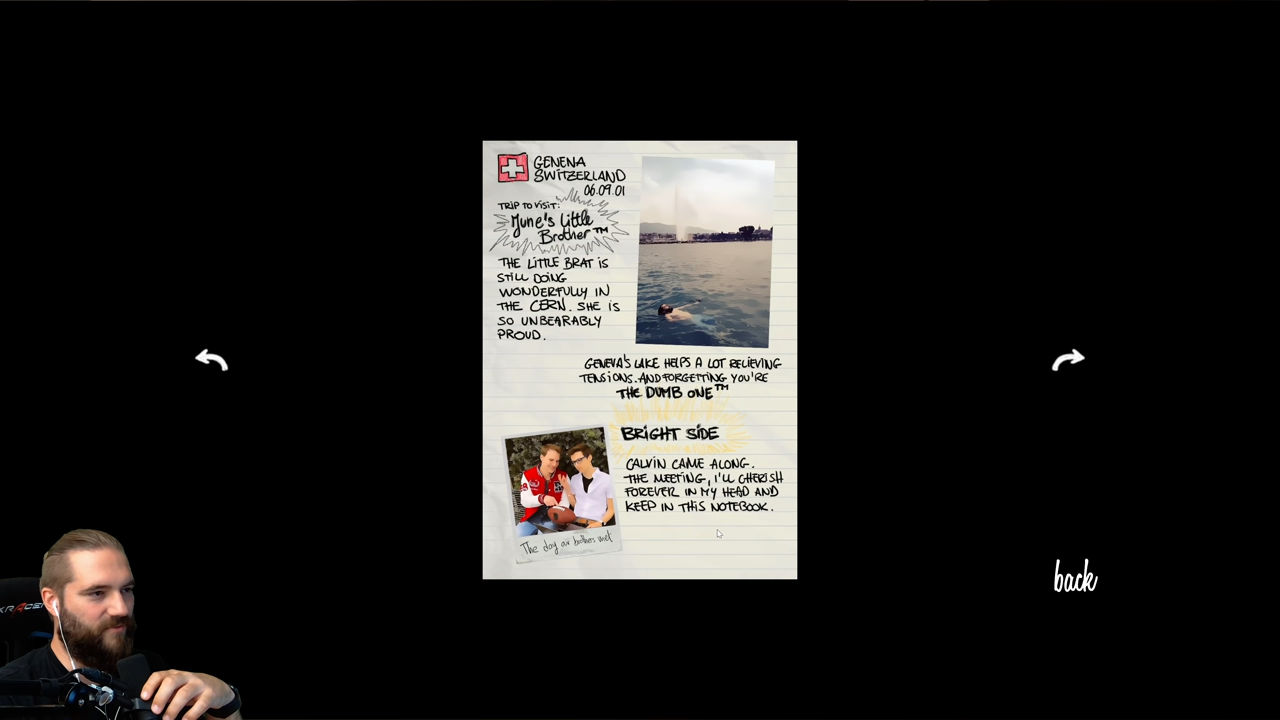 GENENA
SWITZERLAND
06.09.01
TRIP TO VISIT:
June's Little
Brother™
THE LITTLE BRAT IS
STILL DOING
WONDERFULLY IN
THE CERN. SHE IS
SO UNBEARABLY
PROUD.
GENEVA'S LAKE HELPS A LOT RELIEVING
TENSIONS. AND FORGETTING YOU'RE
THE DUMB ONE™
BRIGHT SIDE
CALVIN CAME ALONG.
THE MEETING, I'LL CHERISH
FOREVER IN MY HEAD AND
KEEP IN THIS NOTEBOOK.
The day our brothers met
back